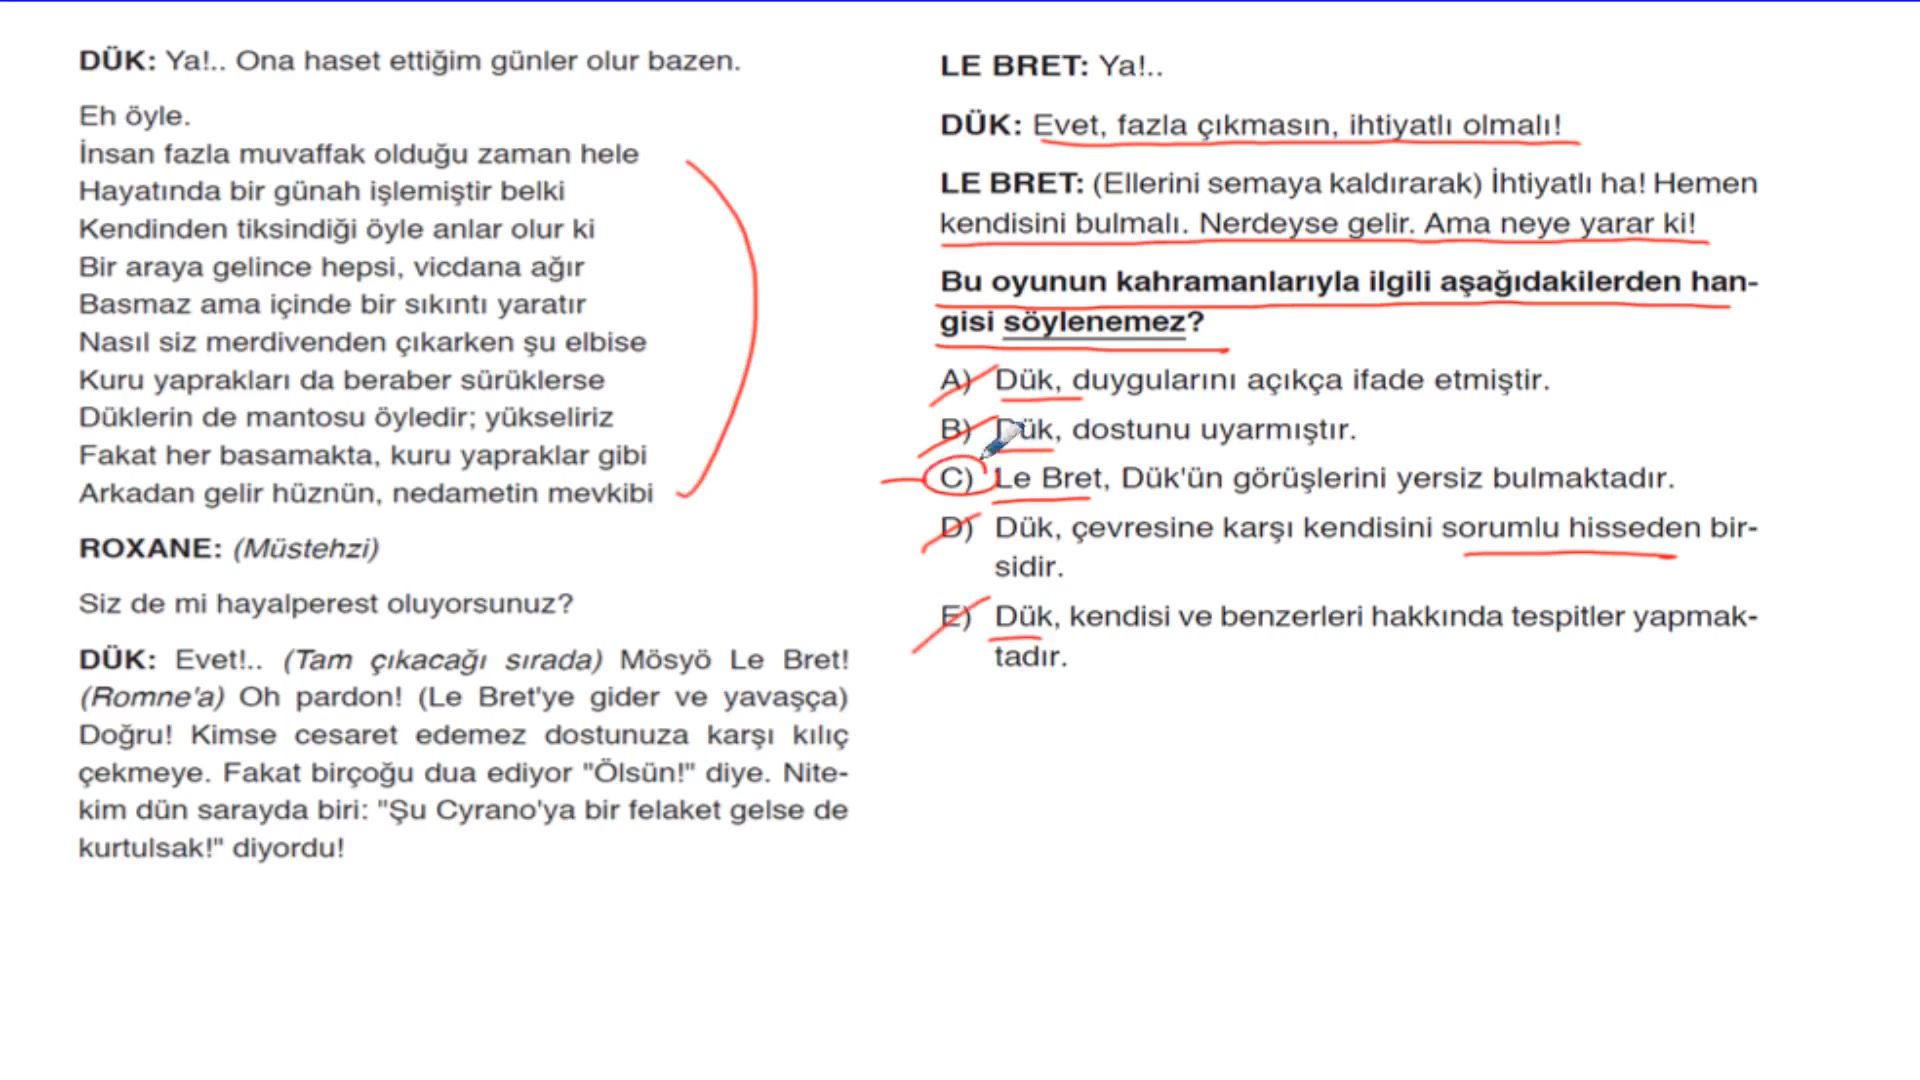 DÜK: Ya!.. Ona haset ettiğim günler olur bazen.
Eh öyle.
İnsan fazla muvaffak olduğu zaman hele
Hayatında bir günah işlemiştir belki
Kendinden tiksindiği öyle anlar olur ki
Bir araya gelince hepsi, vicdana ağır
Basmaz ama içinde bir sıkıntı yaratır
Nasıl siz merdivenden çıkarken şu elbise
Kuru yaprakları da beraber sürüklerse
Düklerin de mantosu öyledir; yükseliriz
Fakat her basamakta, kuru yapraklar gibi
Arkadan gelir hüznün, nedametin mevkibi
ROXANE: (Müstehzi)
Siz de mi hayalperest oluyorsunuz?
DÜK: Evet!.. (Tam çıkacağı sırada) Mösyö Le Bret!
(Romne'a) Oh pardon! (Le Bret'ye gider ve yavaşça)
Doğru! Kimse cesaret edemez dostunuza karşı kılıç
çekmeye. Fakat birçoğu dua ediyor "Ölsün!" diye. Nite-
kim dün sarayda biri: "Şu Cyrano'ya bir felaket gelse de
kurtulsak!" diyordu!
LE BRET: Ya!..
DÜK: Evet, fazla çıkmasın, ihtiyatlı olmalı!
LE BRET: (Ellerini semaya kaldırarak) İhtiyatlı ha! Hemen
kendisini bulmalı. Nerdeyse gelir. Ama neye yarar ki!
Bu oyunun kahramanlarıyla ilgili aşağıdakilerden han-
gisi söylenemez?
A) Dük, duygularını açıkça ifade etmiştir.
B) Dük, dostunu uyarmıştır.
C) Le Bret, Dük'ün görüşlerini yersiz bulmaktadır.
D) Dük, çevresine karşı kendisini sorumlu hisseden bir-
sidir.
E) Dük, kendisi ve benzerleri hakkında tespitler yapmak-
tadır.